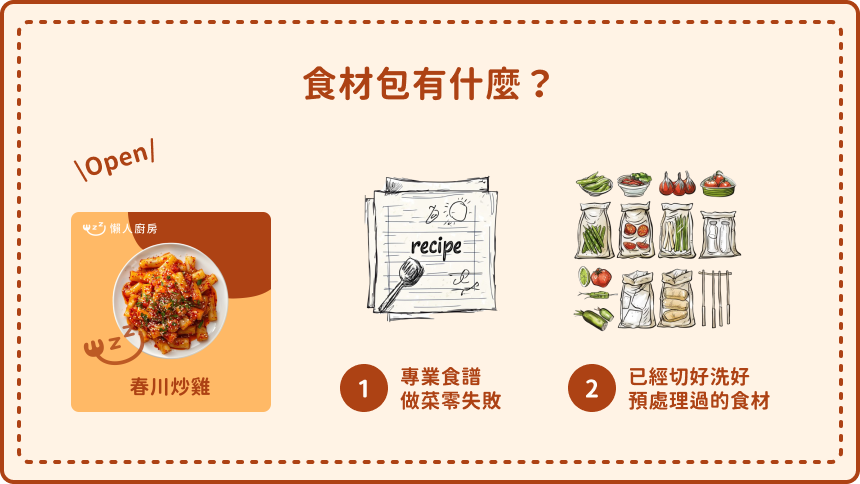 食材包有什麼？
\Open/
懶人廚房
zzz
春川炒雞
recipe
1
專業食譜
做菜零失敗
2
已經切好洗好
預處理過的食材